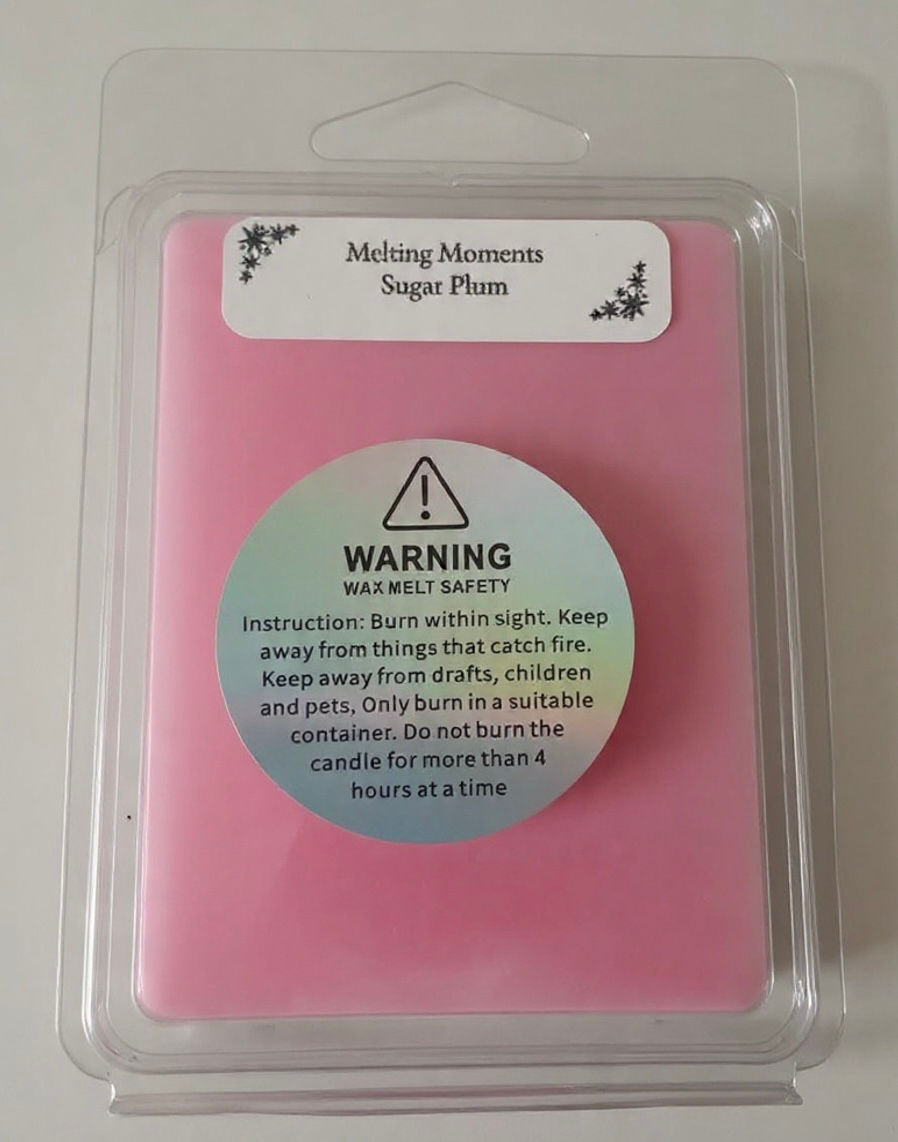 Melting Moments
Sugar Plum
WARNING
WAX MELT SAFETY
Instruction: Burn within sight. Keep
away from things that catch fire.
Keep away from drafts, children
and pets, Only burn in a suitable
container. Do not burn the
candle for more than 4
hours at a time